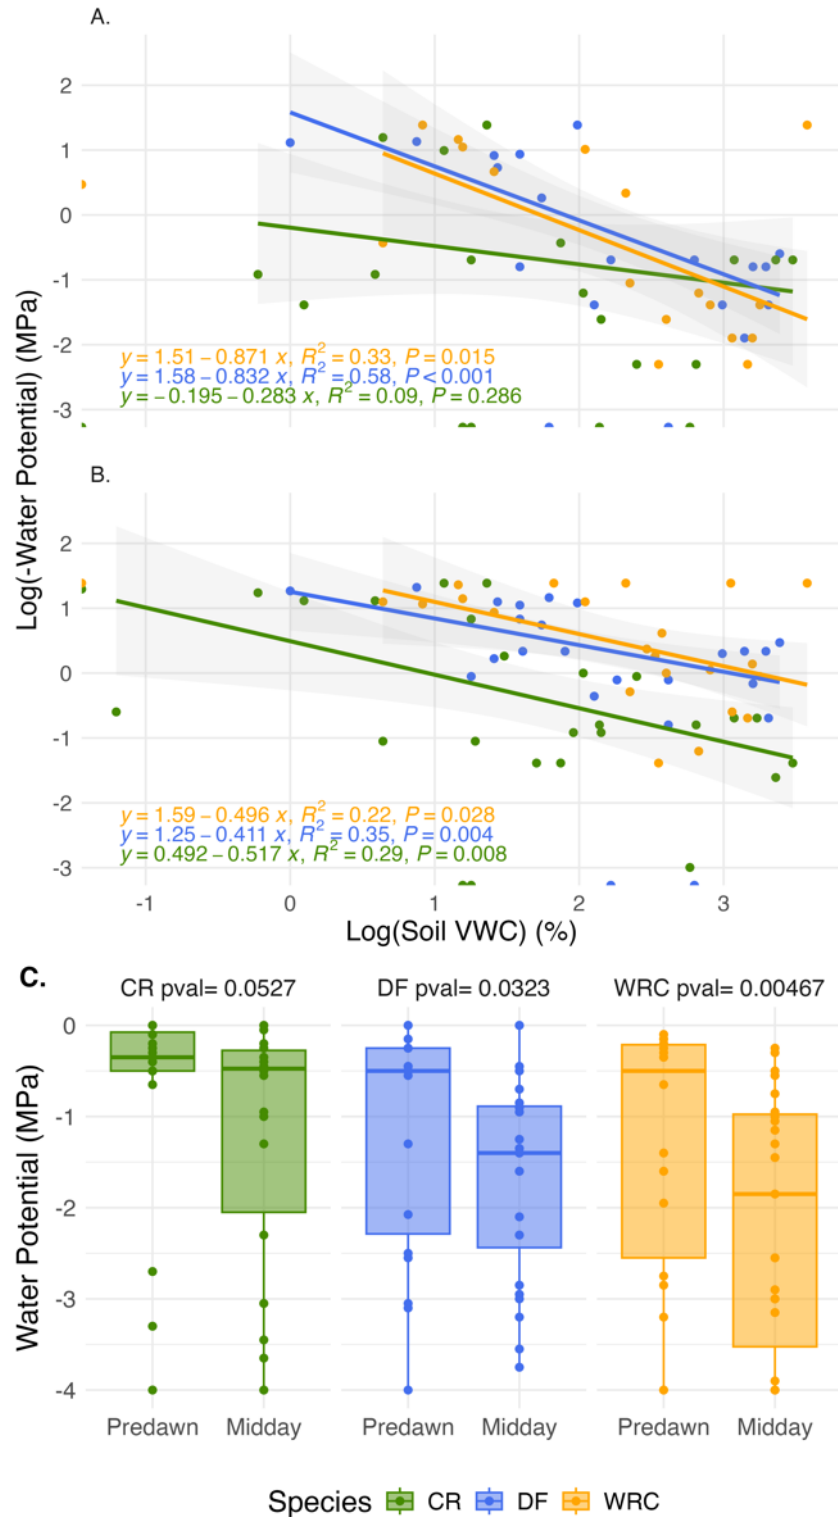 A.
Log(-Water Potential) (MPa)
2
1
0
-1
-2
-3
y = 1.51 − 0.871 x, R² = 0.33, P = 0.015
y = 1.58 − 0.832 x, R² = 0.58, P < 0.001
y = − 0.195 − 0.283 x, R² = 0.09, P = 0.286
B.
2
1
0
-1
-2
-3
y = 1.59 − 0.496 x, R² = 0.22, P = 0.028
y = 1.25 − 0.411 x, R² = 0.35, P = 0.004
y = 0.492 − 0.517 x, R² = 0.29, P = 0.008
-1 0 1 2 3
Log(Soil VWC) (%)
C.
CR pval= 0.0527 DF pval= 0.0323 WRC pval= 0.00467
Water Potential (MPa)
0
-1
-2
-3
-4
Predawn Midday Predawn Midday Predawn Midday
Species CR DF WRC